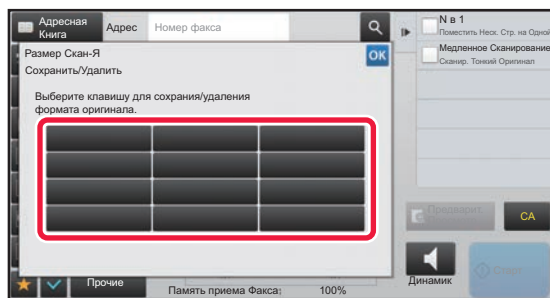 Адресная
Книга
Адрес
Номер факса
N в 1
Поместить Неск. Стр. на Одной
Медленное Сканирование
Сканир. Тонкий Оригинал
Размер Скан-Я
OK
Сохранить/Удалить
Выберите клавишу для сохрания/удаления
формата оригинала.
Предварит.
CA
Старт
Прочие
Память приема Факса:
100%
Динамик